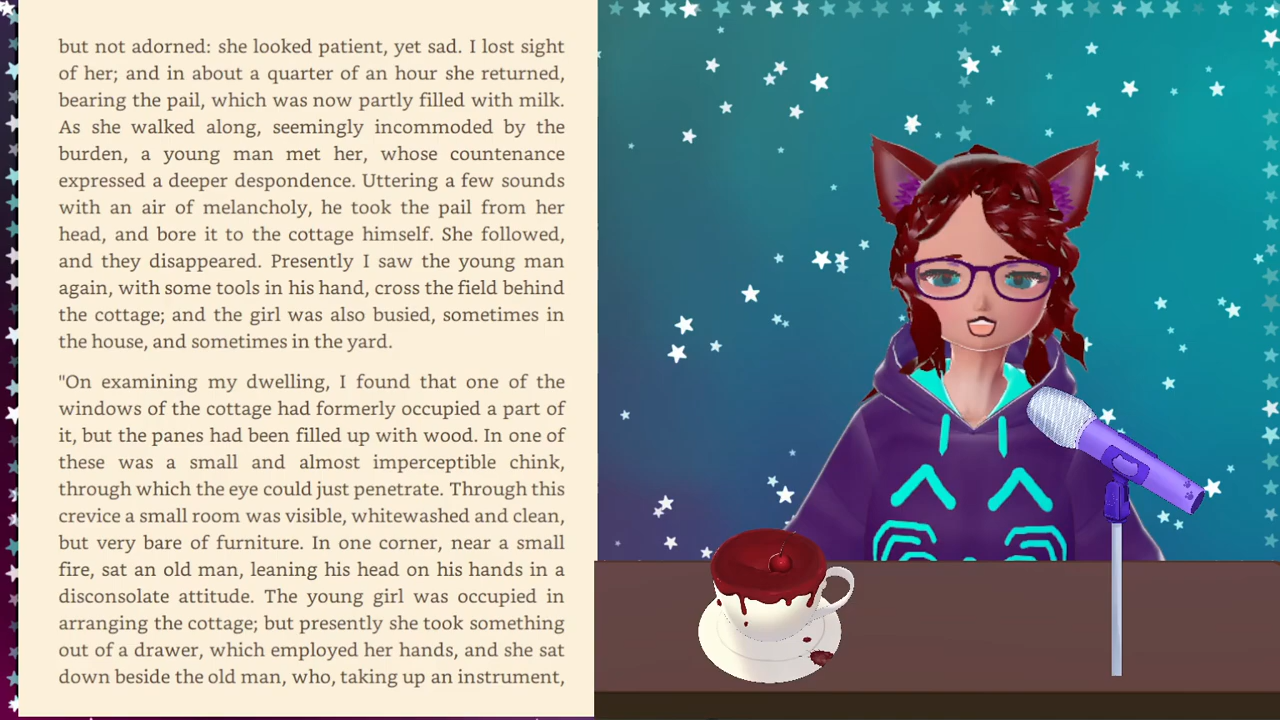 but not adorned: she looked patient, yet sad. I lost sight
of her; and in about a quarter of an hour she returned,
bearing the pail, which was now partly filled with milk.
As she walked along, seemingly incommoded by the
burden, a young man met her, whose countenance
expressed a deeper despondence. Uttering a few sounds
with an air of melancholy, he took the pail from her
head, and bore it to the cottage himself. She followed,
and they disappeared. Presently I saw the young man
again, with some tools in his hand, cross the field behind
the cottage; and the girl was also busied, sometimes in
the house, and sometimes in the yard.
"On examining my dwelling, I found that one of the
windows of the cottage had formerly occupied a part of
it, but the panes had been filled up with wood. In one of
these was a small and almost imperceptible chink,
through which the eye could just penetrate. Through this
crevice a small room was visible, whitewashed and clean,
but very bare of furniture. In one corner, near a small
fire, sat an old man, leaning his head on his hands in a
disconsolate attitude. The young girl was occupied in
arranging the cottage; but presently she took something
out of a drawer, which employed her hands, and she sat
down beside the old man, who, taking up an instrument,